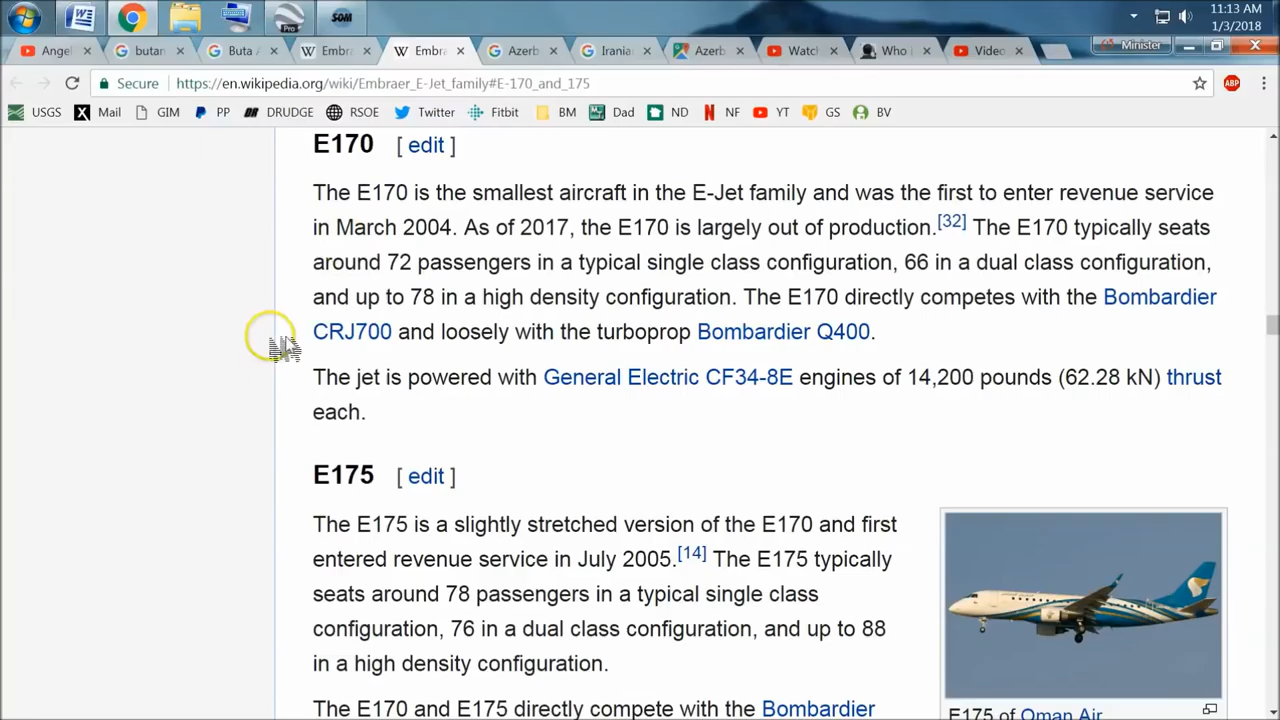 11:13 AM
1/3/2018
Pro
SOM
Angel
butan
Buta A
Embra
Embra
Azerb
Iranian
Azerb
Watch
Who i
Video
Minister
Secure https://en.wikipedia.org/wiki/Embraer_E-Jet_family#E-170_and_175 ABP
USGS Mail GIM PP DRUDGE RSOE Twitter Fitbit BM Dad ND NF YT GS BV
E170 [ edit ]
The E170 is the smallest aircraft in the E-Jet family and was the first to enter revenue service
in March 2004. As of 2017, the E170 is largely out of production.[32] The E170 typically seats
around 72 passengers in a typical single class configuration, 66 in a dual class configuration,
and up to 78 in a high density configuration. The E170 directly competes with the Bombardier
CRJ700 and loosely with the turboprop Bombardier Q400.
The jet is powered with General Electric CF34-8E engines of 14,200 pounds (62.28 kN) thrust
each.
E175 [ edit ]
The E175 is a slightly stretched version of the E170 and first
entered revenue service in July 2005.[14] The E175 typically
seats around 78 passengers in a typical single class
configuration, 76 in a dual class configuration, and up to 88
in a high density configuration.
The E170 and E175 directly compete with the Bombardier
E175 of Oman Air